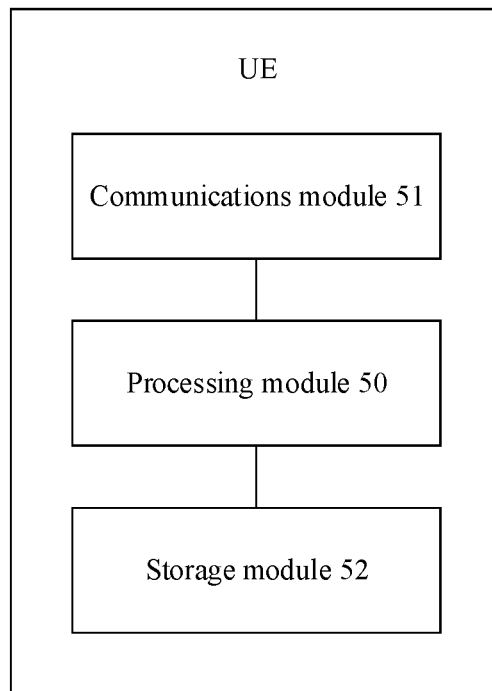 UE
Communications module 51
Processing module 50
Storage module 52